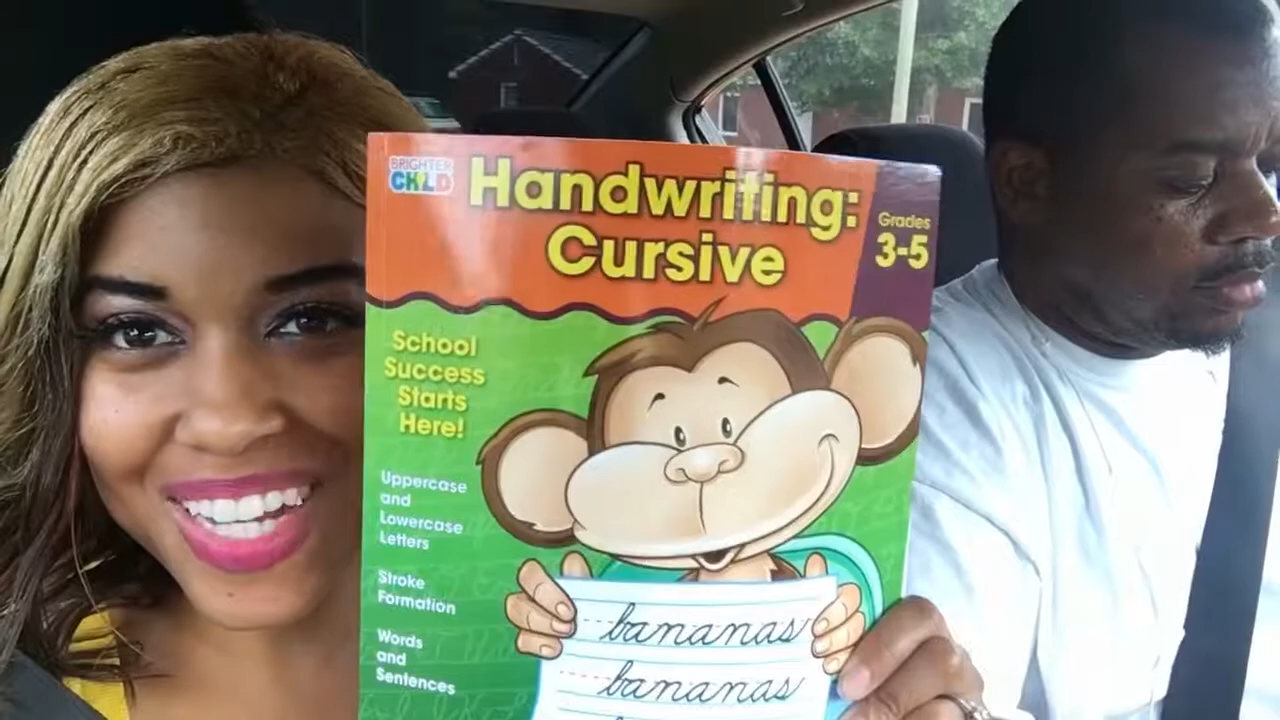 BRIGHTER
CHILD
Handwriting:
Cursive
Grades
3-5
School
Success
Starts
Here!
Uppercase
and
Lowercase
Letters
Stroke
Formation
Words
and
Sentences
bananas
bananas